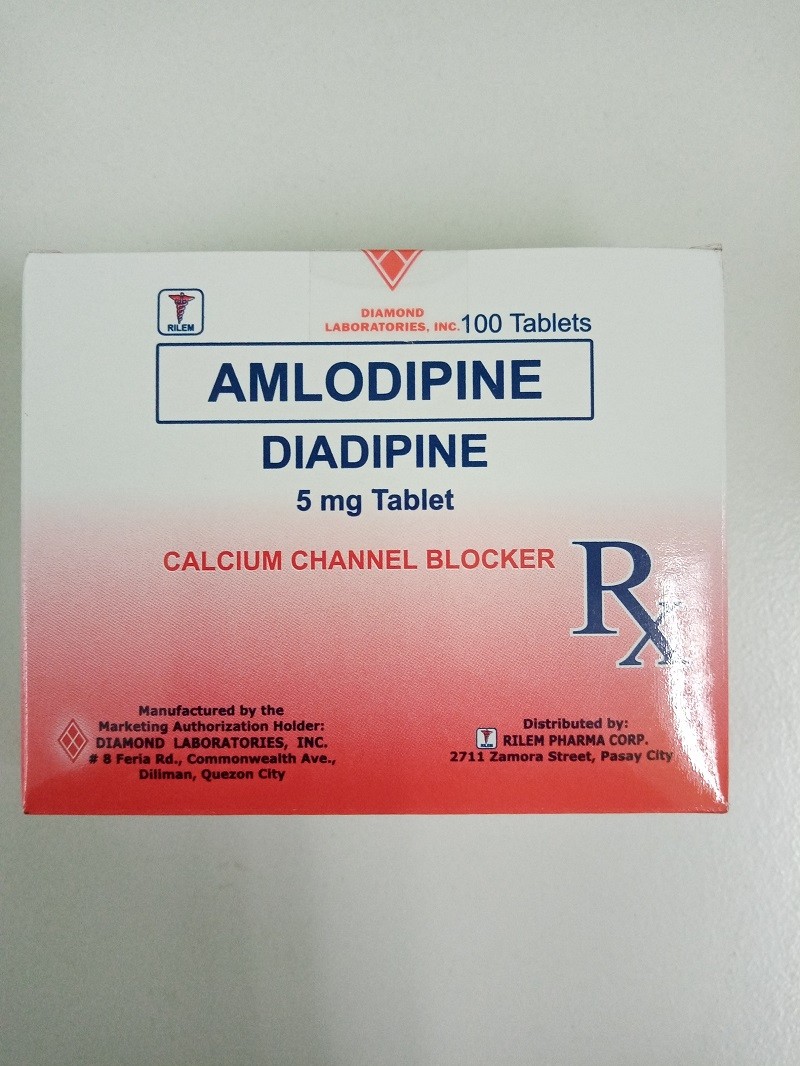 RILEM
DIAMOND
LABORATORIES, INC.
100 Tablets
AMLODIPINE
DIADIPINE
5 mg Tablet
CALCIUM CHANNEL BLOCKER
Rx
Manufactured by the
Marketing Authorization Holder:
DIAMOND LABORATORIES, INC.
# 8 Feria Rd., Commonwealth Ave.,
Diliman, Quezon City
Distributed by:
RILEM
RILEM PHARMA CORP.
2711 Zamora Street, Pasay City